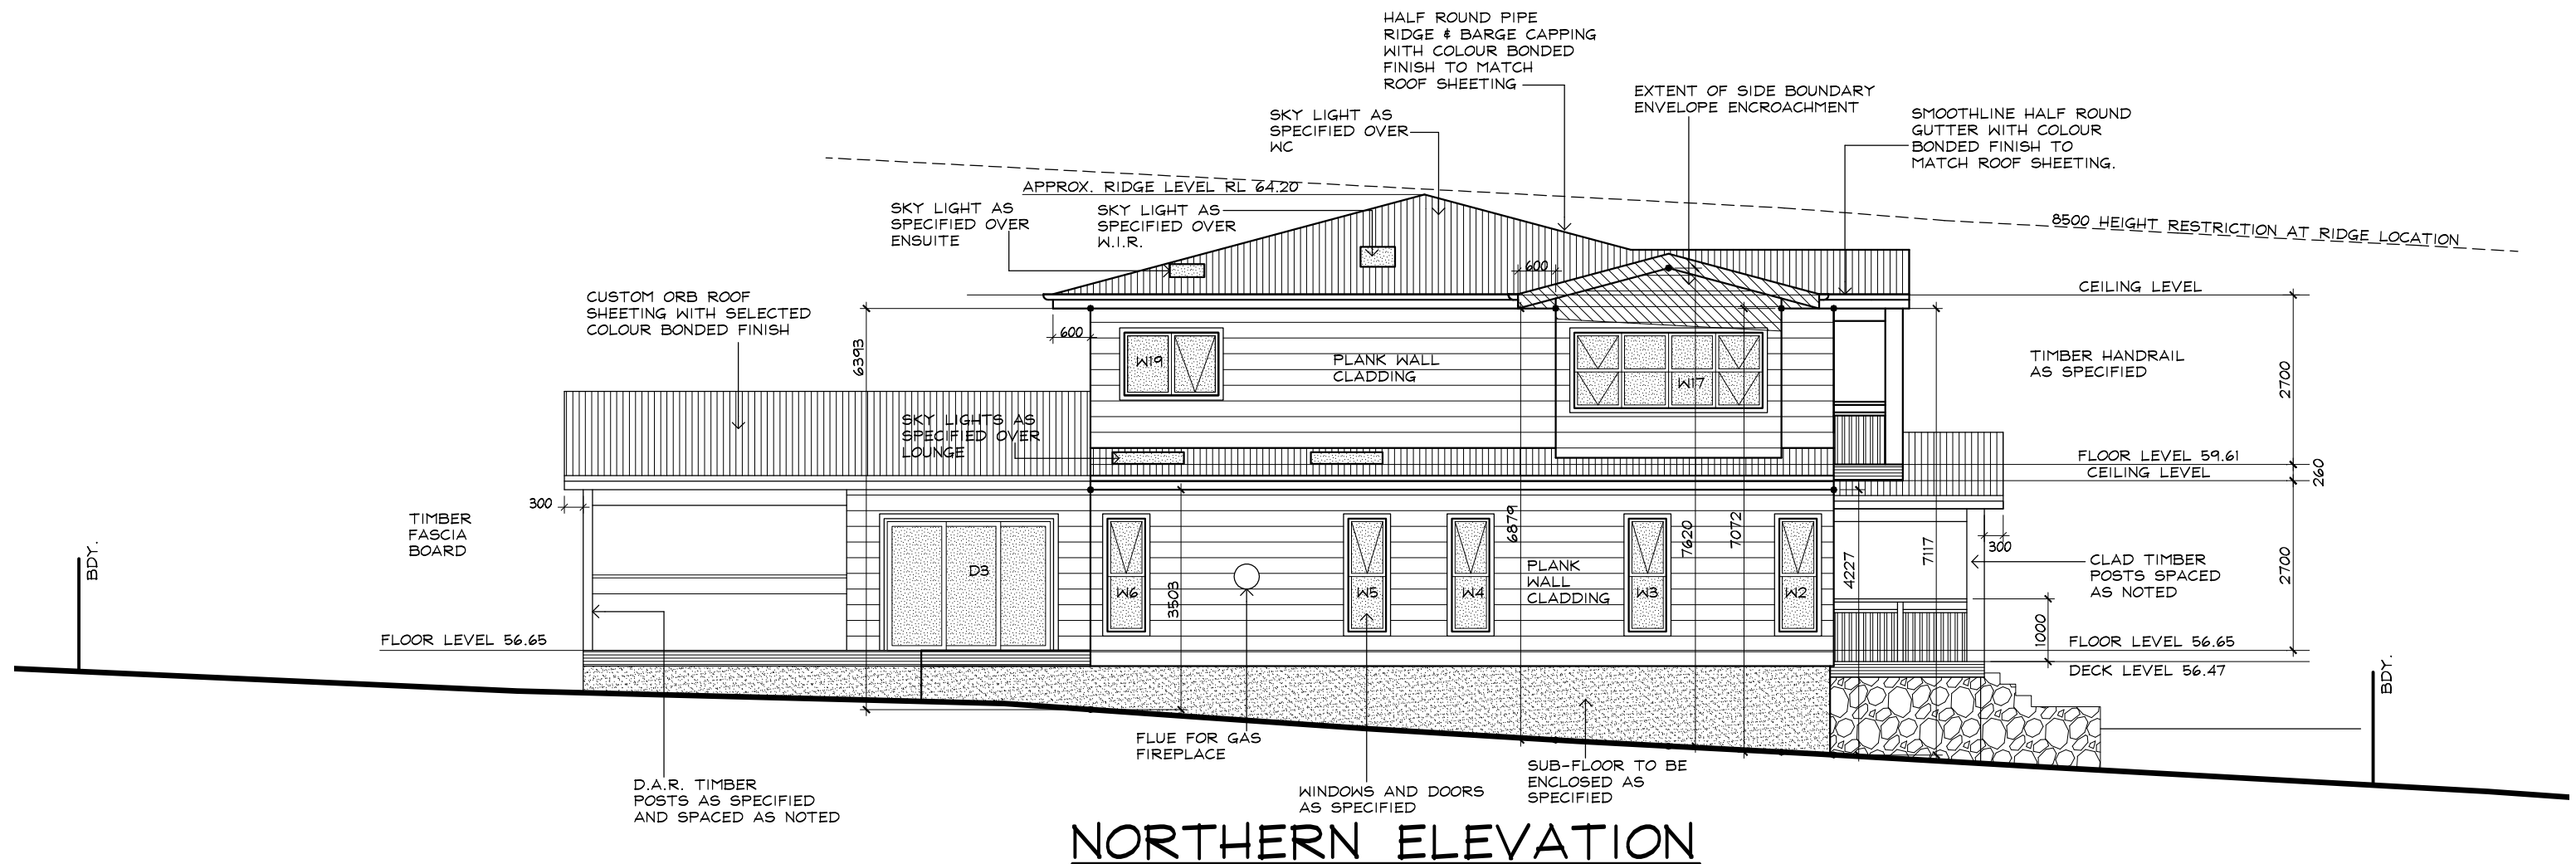 HALF ROUND PIPE
RIDGE & BARGE CAPPING
WITH COLOUR BONDED
FINISH TO MATCH
ROOF SHEETING
EXTENT OF SIDE BOUNDARY
ENVELOPE ENCROACHMENT
SMOOTHLINE HALF ROUND
GUTTER WITH COLOUR
BONDED FINISH TO
MATCH ROOF SHEETING.
SKY LIGHT AS
SPECIFIED OVER
WC
APPROX. RIDGE LEVEL RL 64.20
SKY LIGHT AS
SPECIFIED OVER
ENSUITE
SKY LIGHT AS
SPECIFIED OVER
W.I.R.
8500 HEIGHT RESTRICTION AT RIDGE LOCATION
600
CEILING LEVEL
CUSTOM ORB ROOF
SHEETING WITH SELECTED
COLOUR BONDED FINISH
600
6393
W19
PLANK WALL
CLADDING
W17
TIMBER HANDRAIL
AS SPECIFIED
2700
SKY LIGHTS AS
SPECIFIED OVER
LOUNGE
FLOOR LEVEL 59.61
CEILING LEVEL
260
300
TIMBER
FASCIA
BOARD
BDY.
D3
W6
3503
W5
W4
6879
PLANK
WALL
CLADDING
W3
7620
7072
W2
4227
7117
300
CLAD TIMBER
POSTS SPACED
AS NOTED
2700
1000
FLOOR LEVEL 56.65
FLOOR LEVEL 56.65
DECK LEVEL 56.47
BDY.
FLUE FOR GAS
FIREPLACE
D.A.R. TIMBER
POSTS AS SPECIFIED
AND SPACED AS NOTED
WINDOWS AND DOORS
AS SPECIFIED
SUB-FLOOR TO BE
ENCLOSED AS
SPECIFIED
NORTHERN ELEVATION